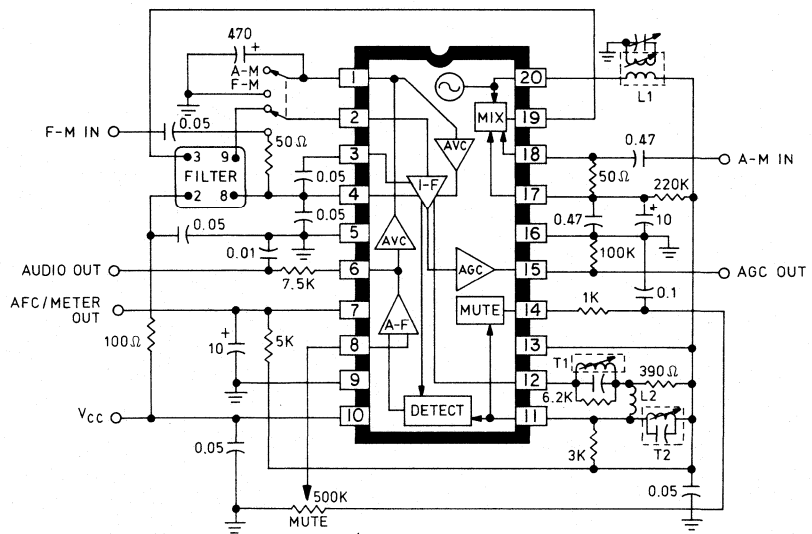 470
+
A-M
F-M
F-M IN
0.05
50Ω
3 9
FILTER
2 8
0.05
0.05
0.05
0.01
AUDIO OUT
7.5K
AFC/METER
OUT
100Ω
+
10
5K
VCC
0.05
500K
MUTE
1
2
3
4
5
6
7
8
9
10
20
19
18
17
16
15
14
13
12
11
MIX
AVC
I-F
AVC
AGC
MUTE
A-F
DETECT
L1
0.47
A-M IN
50Ω
220K
0.47
+
10
100K
AGC OUT
0.1
1K
T1
390Ω
6.2K
L2
T2
3K
0.05